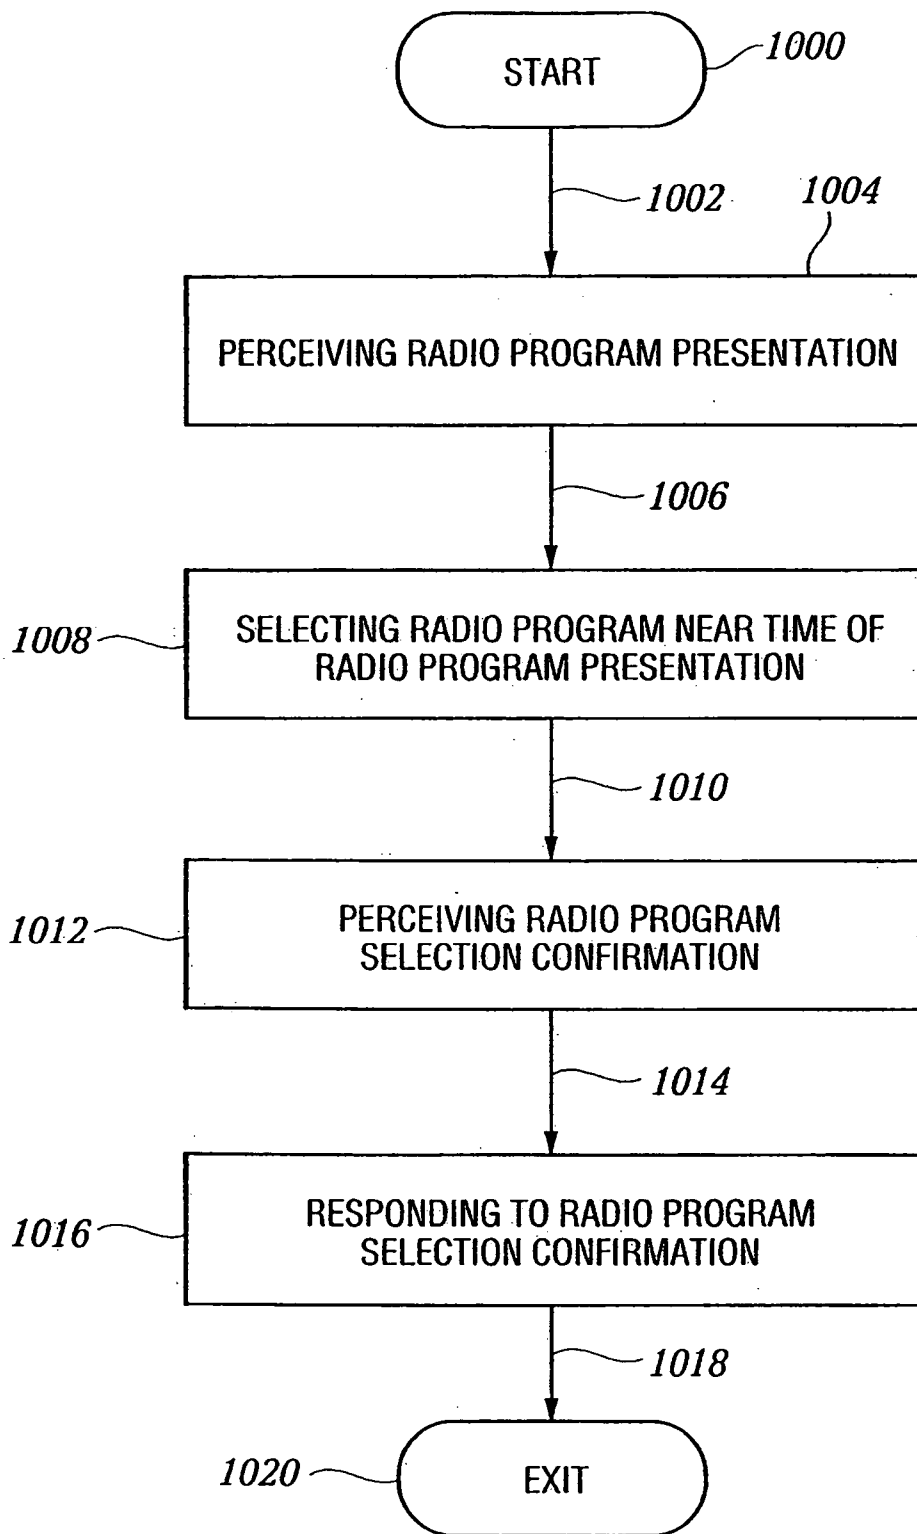 START
1000
1002
1004
PERCEIVING RADIO PROGRAM PRESENTATION
1006
1008
SELECTING RADIO PROGRAM NEAR TIME OF
RADIO PROGRAM PRESENTATION
1010
1012
PERCEIVING RADIO PROGRAM
SELECTION CONFIRMATION
1014
1016
RESPONDING TO RADIO PROGRAM
SELECTION CONFIRMATION
1018
1020
EXIT